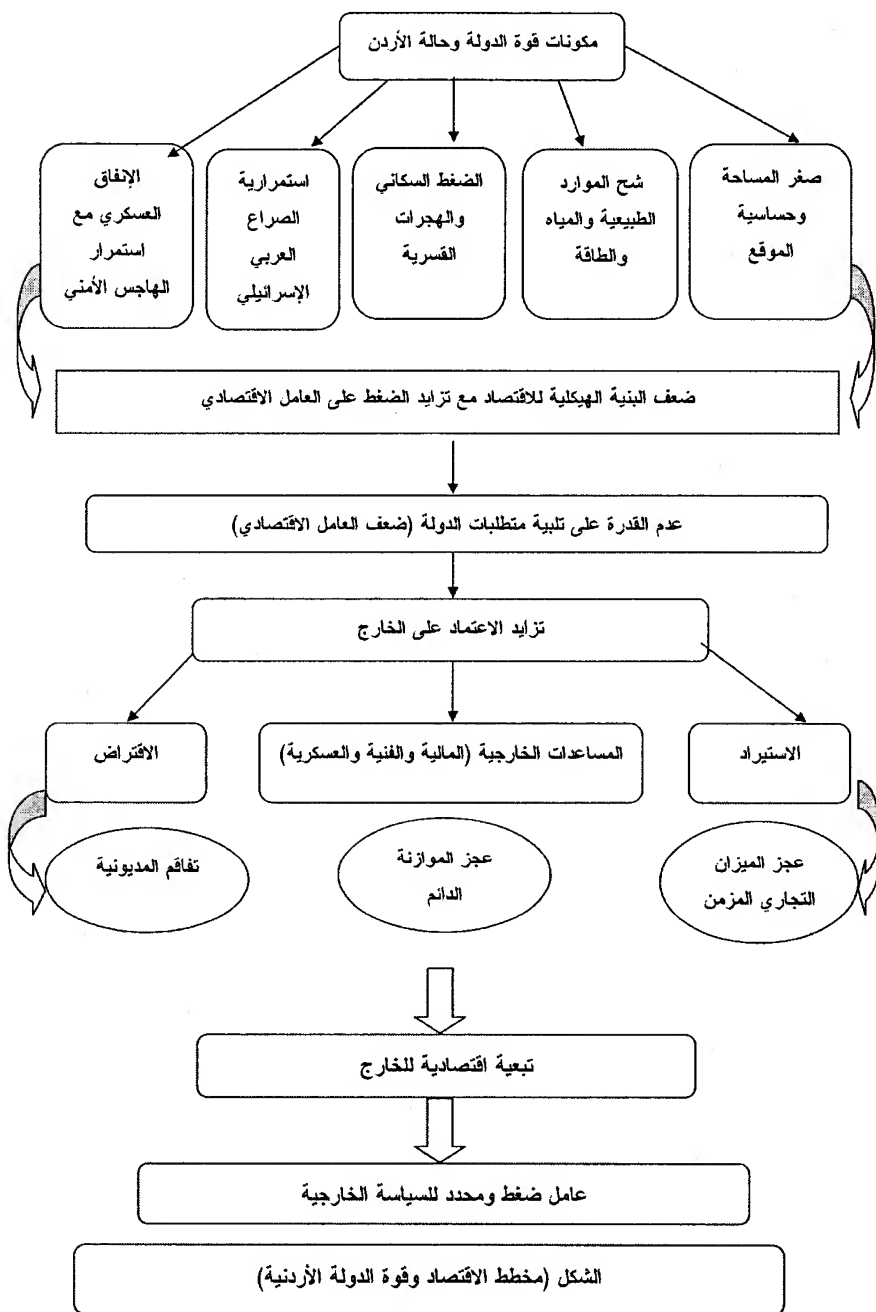 مكونات قوة الدولة وحالة الأردن
صغر المساحة
وحساسية
الموقع
شح الموارد
الطبيعية والمياه
والطاقة
الضغط السكاني
والهجرات
القسرية
استمرارية
الصراع
العربي
الإسرائيلي
الإنفاق
العسكري مع
استمرار
الهاجس الأمني
ضعف البنية الهيكلية للاقتصاد مع تزايد الضغط على العامل الاقتصادي
عدم القدرة على تلبية متطلبات الدولة (ضعف العامل الاقتصادي)
تزايد الاعتماد على الخارج
الاستيراد
المساعدات الخارجية (المالية والفنية والعسكرية)
الاقتراض
عجز الميزان
التجاري المزمن
عجز الموازنة
الدائم
تفاقم المديونية
تبعية اقتصادية للخارج
عامل ضغط ومحدد للسياسة الخارجية
الشكل (مخطط الاقتصاد وقوة الدولة الأردنية)